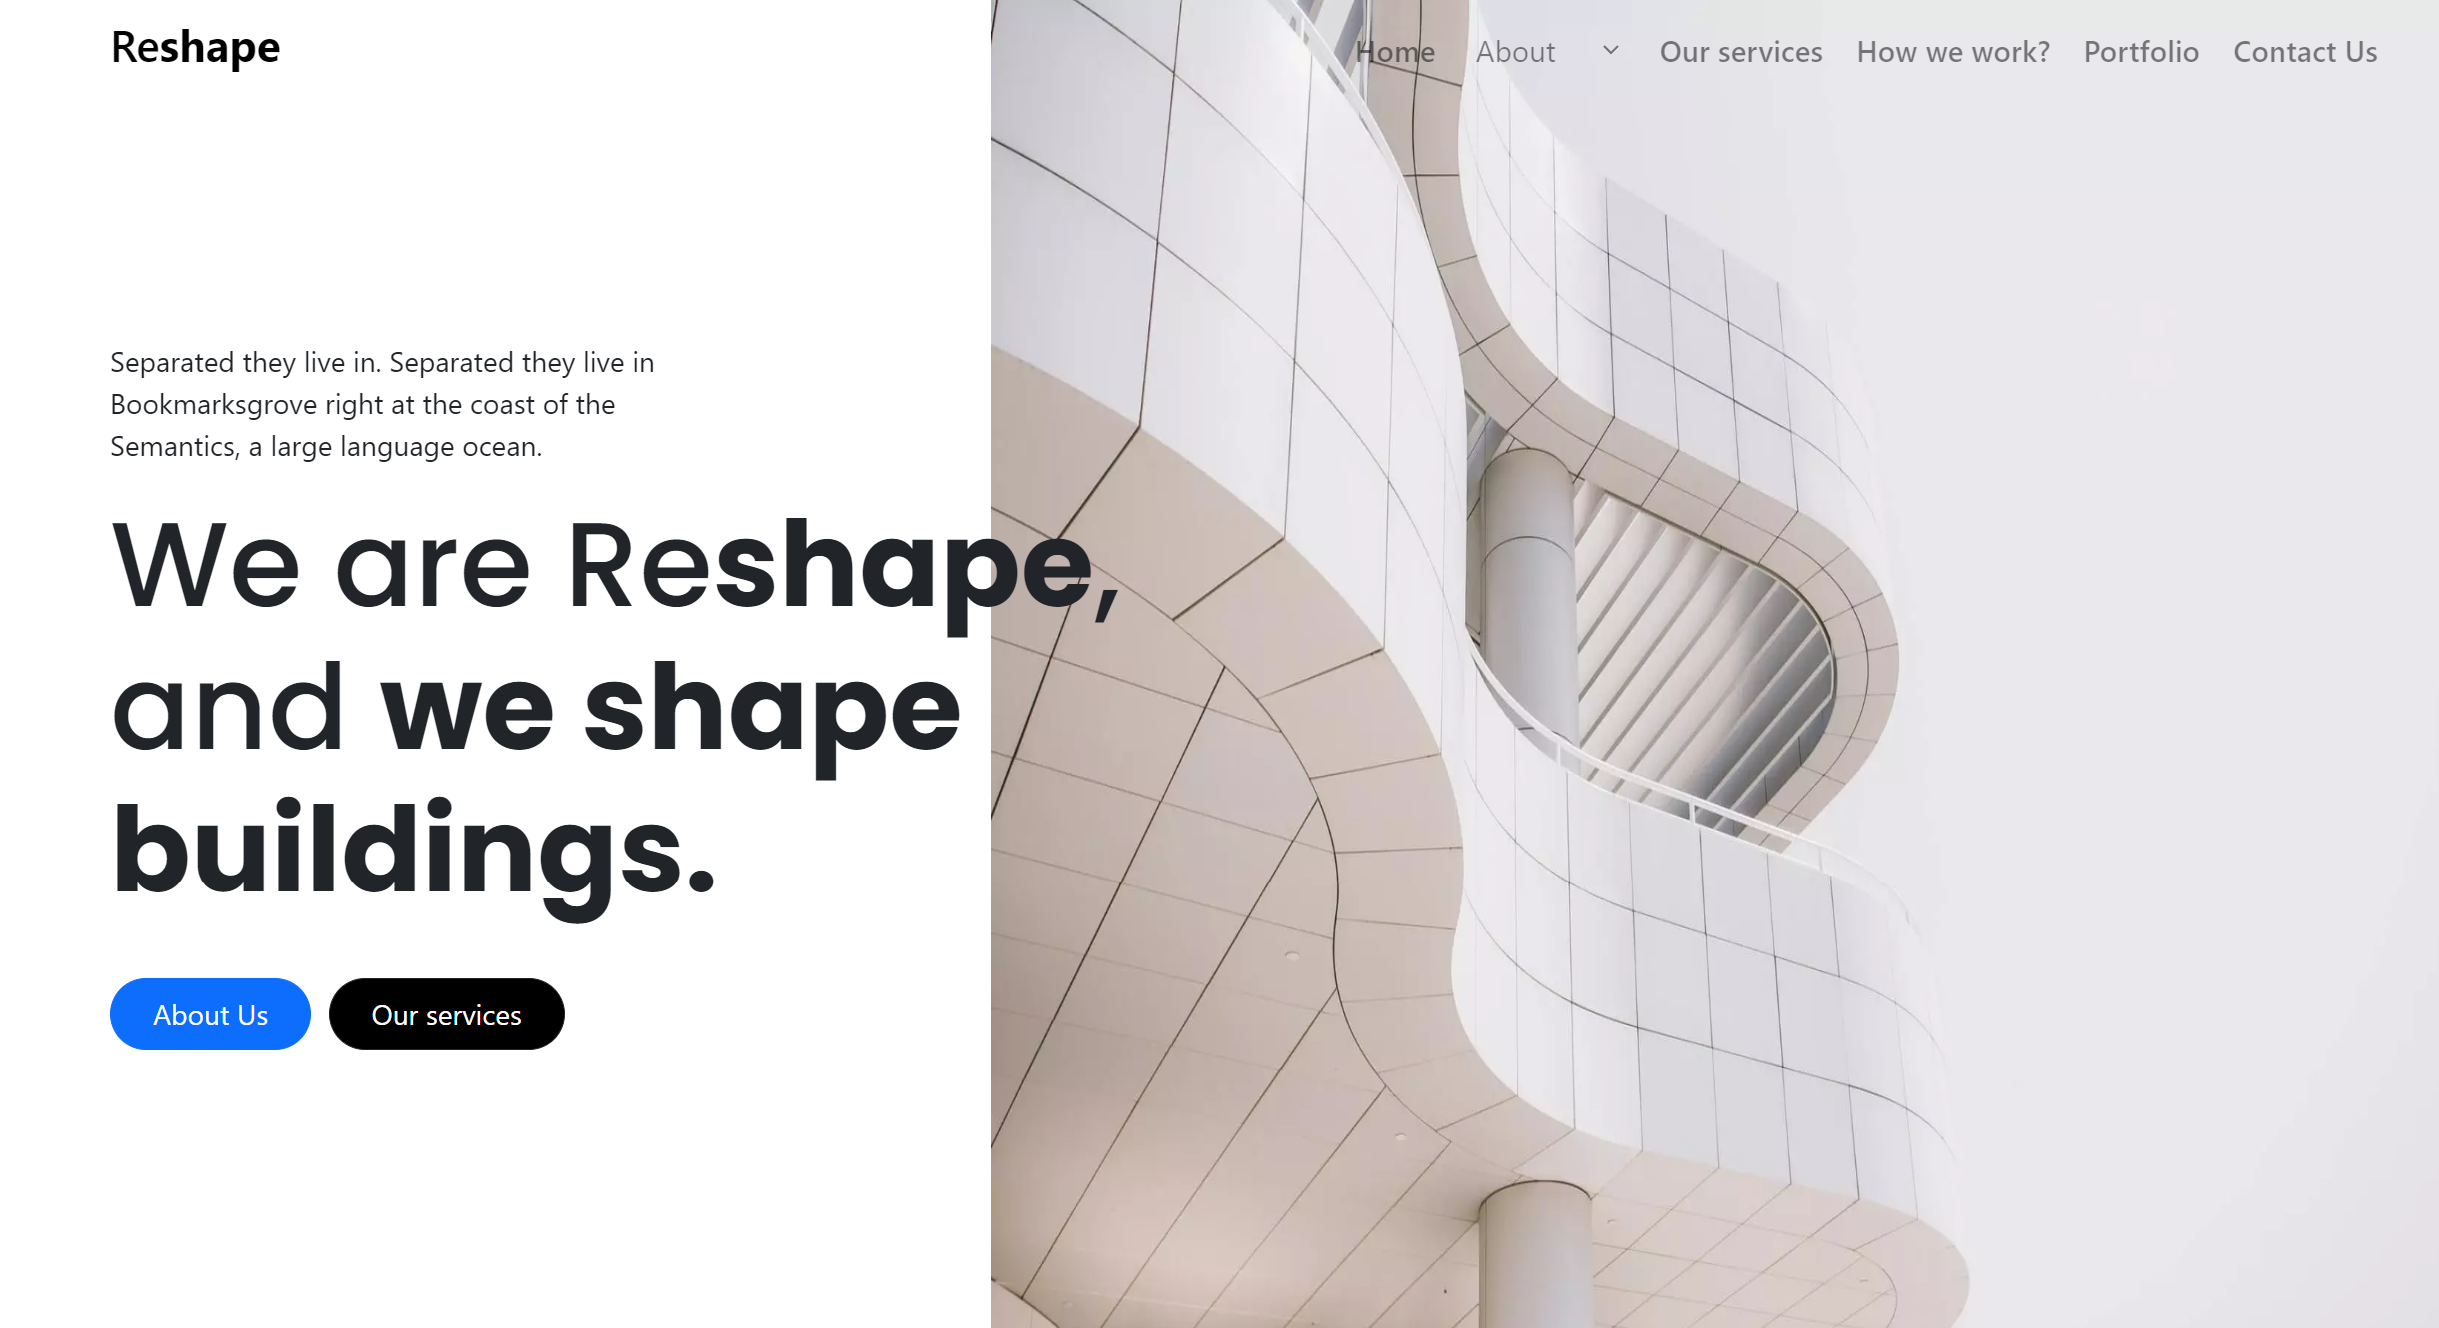 Reshape
Home About Our services How we work? Portfolio Contact Us
Separated they live in. Separated they live in
Bookmarksgrove right at the coast of the
Semantics, a large language ocean.
We are Reshape,
and we shape
buildings.
About Us Our services